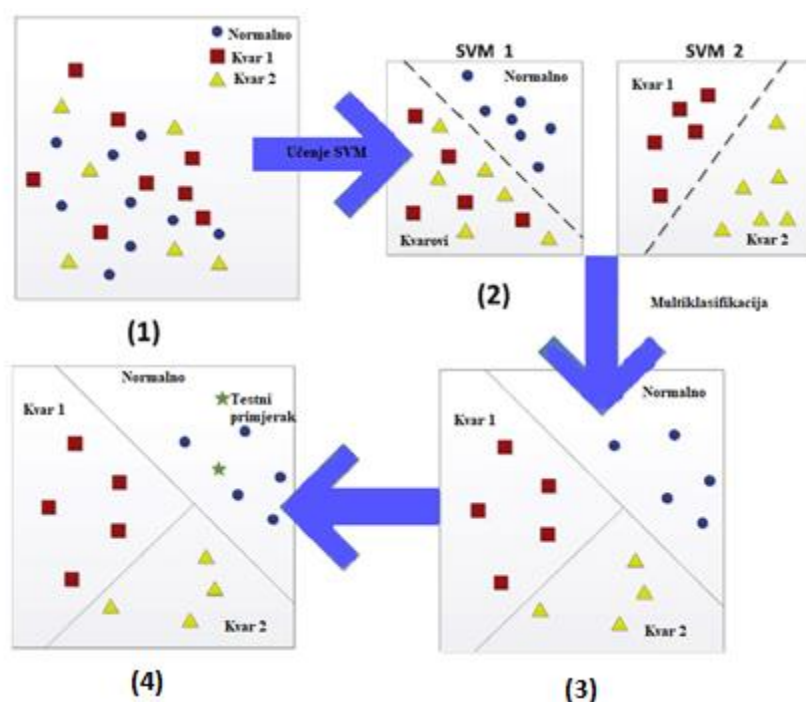 Normalno
Kvar 1
Kvar 2
(1)
Učenje SVM
SVM 1
Normalno
Kvarovi
SVM 2
Kvar 1
Kvar 2
(2)
Multiklasifikacija
Normalno
Kvar 1
Kvar 2
(3)
Normalno
Kvar 1
Testni
primjerak
Kvar 2
(4)